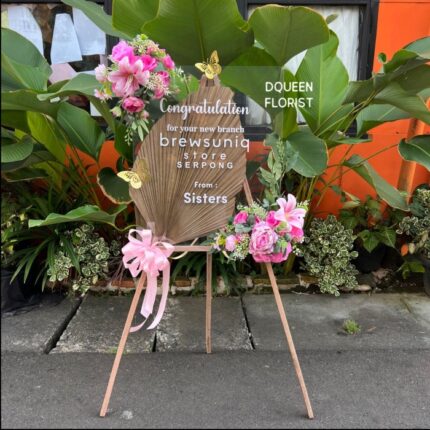 DQUEEN
FLORIST
Congratulation
for your new branch
brewsuniq
store
SERPONG
From :
Sisters